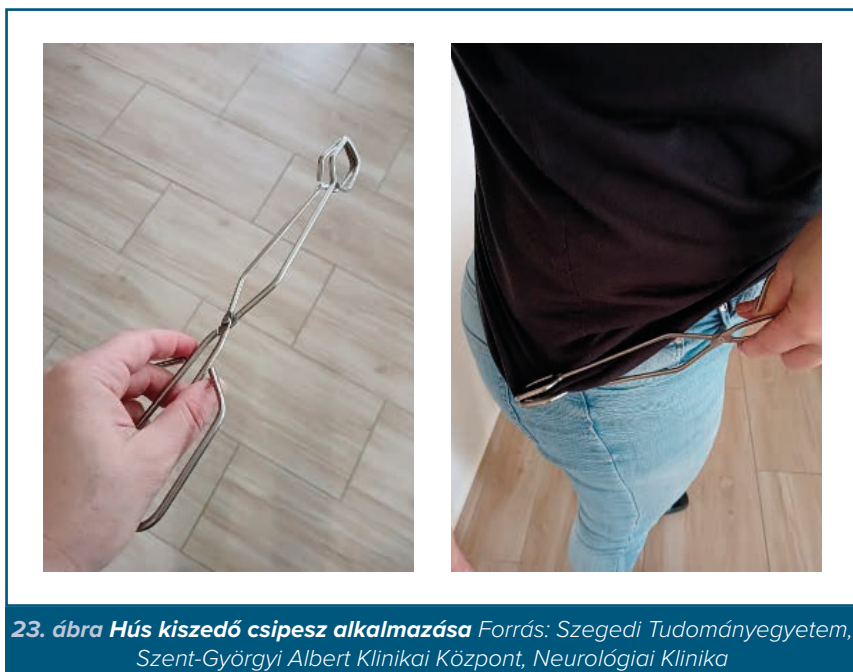 23. ábra Hús kiszedő csipesz alkalmazása Forrás: Szegedi Tudományegyetem,
Szent-Györgyi Albert Klinikai Központ, Neurológiai Klinika